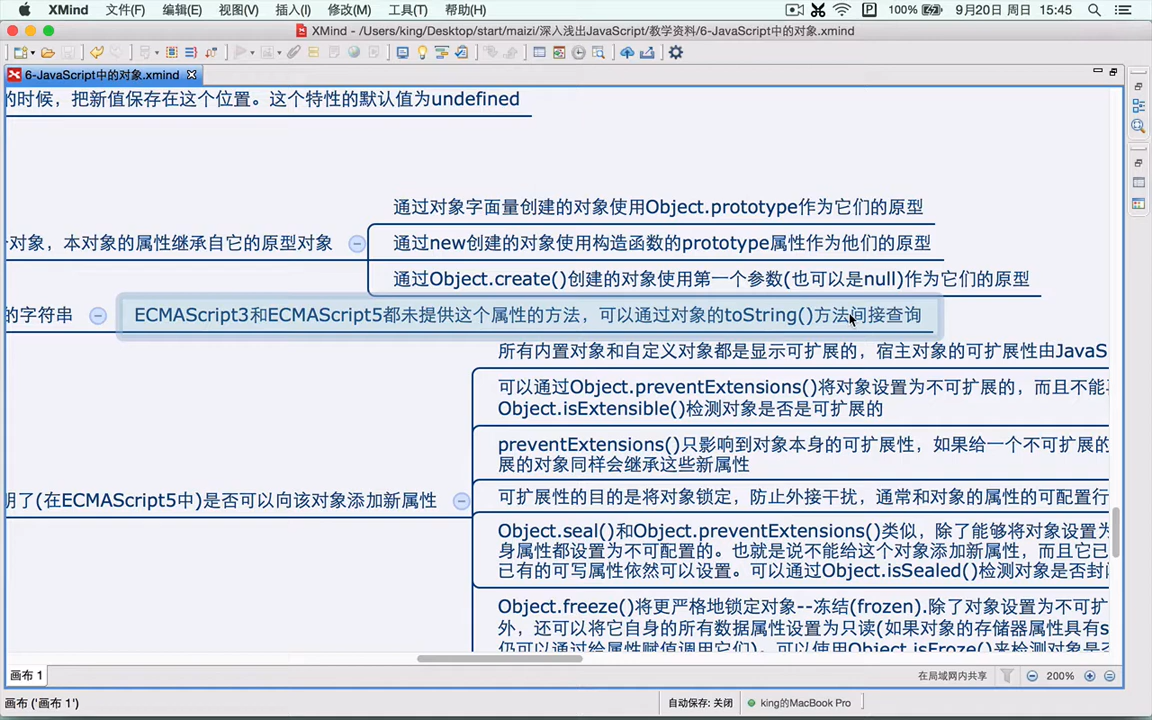 XMind 文件(F) 编辑(E) 视图(V) 插入(I) 修改(M) 工具(T) 帮助(H) 100% 9月20日 周日 15:45
XMind - /Users/king/Desktop/start/maizi/深入浅出JavaScript/教学资料/6-JavaScript中的对象.xmind
6-JavaScript中的对象.xmind
的时候，把新值保存在这个位置。这个特性的默认值为undefined
通过对象字面量创建的对象使用Object.prototype作为它们的原型
对象，本对象的属性继承自它的原型对象
通过new创建的对象使用构造函数的prototype属性作为他们的原型
通过Object.create()创建的对象使用第一个参数(也可以是null)作为它们的原型
的字符串
ECMAScript3和ECMAScript5都未提供这个属性的方法，可以通过对象的toString()方法间接查询
所有内置对象和自定义对象都是显示可扩展的，宿主对象的可扩展性由JavaS
可以通过Object.preventExtensions()将对象设置为不可扩展的，而且不能
Object.isExtensible()检测对象是否是可扩展的
preventExtensions()只影响到对象本身的可扩展性，如果给一个不可扩展的
展的对象同样会继承这些新属性
明了(在ECMAScript5中)是否可以向该对象添加新属性
可扩展性的目的是将对象锁定，防止外接干扰，通常和对象的属性的可配置行
Object.seal()和Object.preventExtensions()类似，除了能够将对象设置为
身属性都设置为不可配置的。也就是说不能给这个对象添加新属性，而且它已
已有的可写属性依然可以设置。可以通过Object.isSealed()检测对象是否封闭
Object.freeze()将更严格地锁定对象--冻结(frozen).除了对象设置为不可扩
外，还可以将它自身的所有数据属性设置为只读(如果对象的存储器属性具有s
仍可以通过给属性赋值调用它们)。可以使用Object.isFroze()来检测对象是否
画布 1
在局域网内共享 200%
画布 ('画布 1')
自动保存: 关闭
king的MacBook Pro